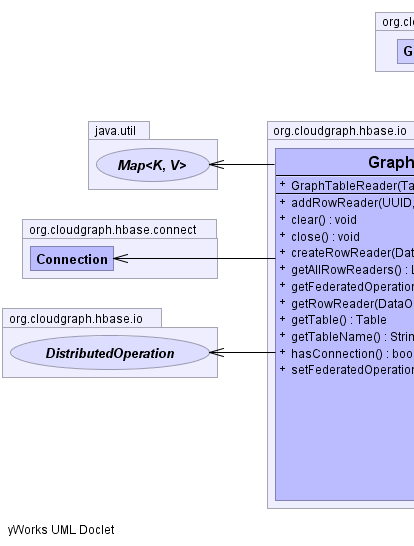 org.cl
G
java.util
Map<K, V>
org.cloudgraph.hbase.connect
Connection
org.cloudgraph.hbase.io
DistributedOperation
org.cloudgraph.hbase.io
Graph
+ GraphTableReader(Ta
+ addRowReader(UUID,
+ clear() : void
+ close() : void
+ createRowReader(Dat
+ getAllRowReaders() : L
+ getFederatedOperation
+ getRowReader(DataO
+ getTable() : Table
+ getTableName() : Strin
+ hasConnection() : boo
+ setFederatedOperation
yWorks UML Doclet